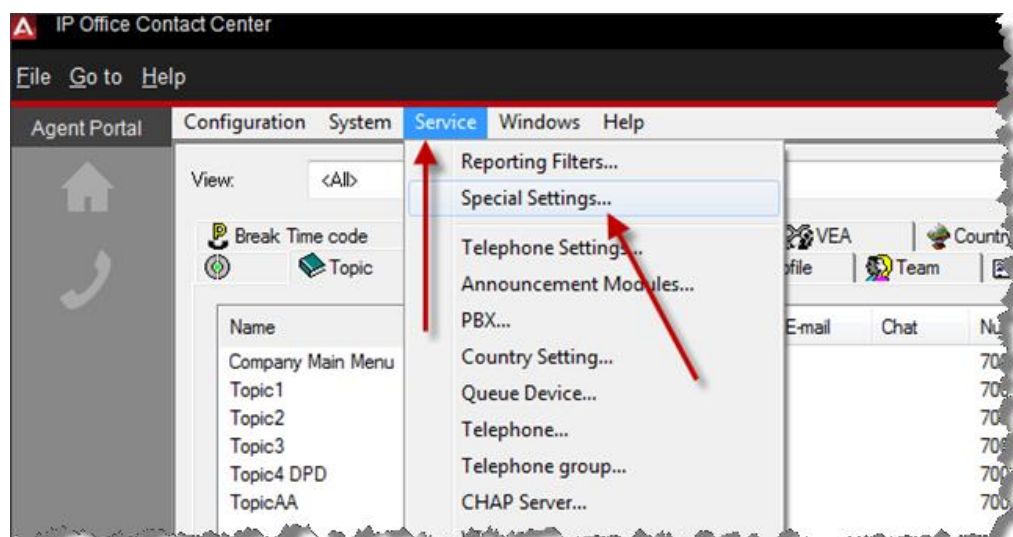 IP Office Contact Center
File Go to Help
Agent Portal
Configuration System Service Windows Help
View: <All>
Reporting Filters...
Special Settings...
Break Time code
VEA
Topic
Team
Telephone Settings...
Announcement Modules...
Name
PBX...
E-mail Chat
Company Main Menu
Country Setting...
Topic1
Queue Device...
Topic2
Telephone...
Topic3
Telephone group...
Topic4 DPD
CHAP Server...
TopicAA